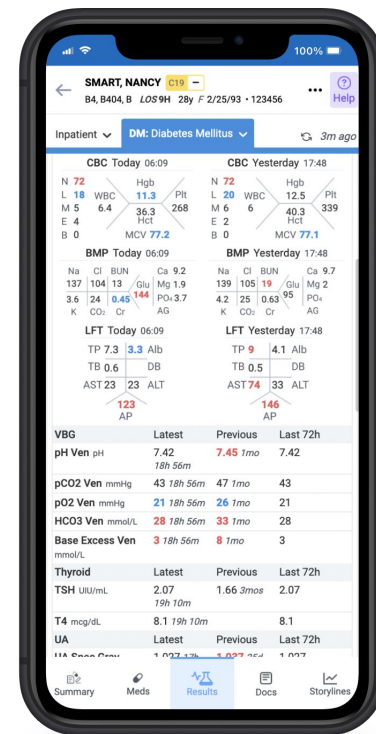 100%
SMART, NANCY C19 –
B4, B404, B LOS 9H 28y F 2/25/93 • 123456
Help
Inpatient DM: Diabetes Mellitus 3m ago
CBC Today 06:09 CBC Yesterday 17:48
N 72 Hgb N 72 Hgb
L 18 WBC 11.3 Plt L 20 WBC 12.5 Plt
M 5 6.4 36.3 268 M 6 6 40.3 339
E 4 Hct E 2 Hct
B 0 MCV 77.2 B 0 MCV 77.1
BMP Today 06:09 BMP Yesterday 17:48
Na Cl BUN Ca 9.2 Na Cl BUN Ca 9.7
137 104 13 Glu Mg 1.9 139 105 19 Glu Mg 2
3.6 24 0.45 144 PO4 3.7 4.2 25 0.63 95 PO4
K CO2 Cr AG K CO2 Cr AG
LFT Today 06:09 LFT Yesterday 17:48
TP 7.3 3.3 Alb TP 9 4.1 Alb
TB 0.6 DB TB 0.5 DB
AST 23 23 ALT AST 74 33 ALT
123 146
AP AP
VBG Latest Previous Last 72h
pH Ven pH 7.42 7.45 1mo 7.42
18h 56m
pCO2 Ven mmHg 43 18h 56m 47 1mo 43
pO2 Ven mmHg 21 18h 56m 26 1mo 21
HCO3 Ven mmol/L 28 18h 56m 33 1mo 28
Base Excess Ven 3 18h 56m 8 1mo 3
mmol/L
Thyroid Latest Previous Last 72h
TSH UIU/mL 2.07 1.66 3mos 2.07
19h 10m
T4 mcg/dL 8.1 19h 10m 8.1
UA Latest Previous Last 72h
UA Spec Grav 1.027 17h 1.037 25d 1.027
Summary Meds Results Docs Storylines